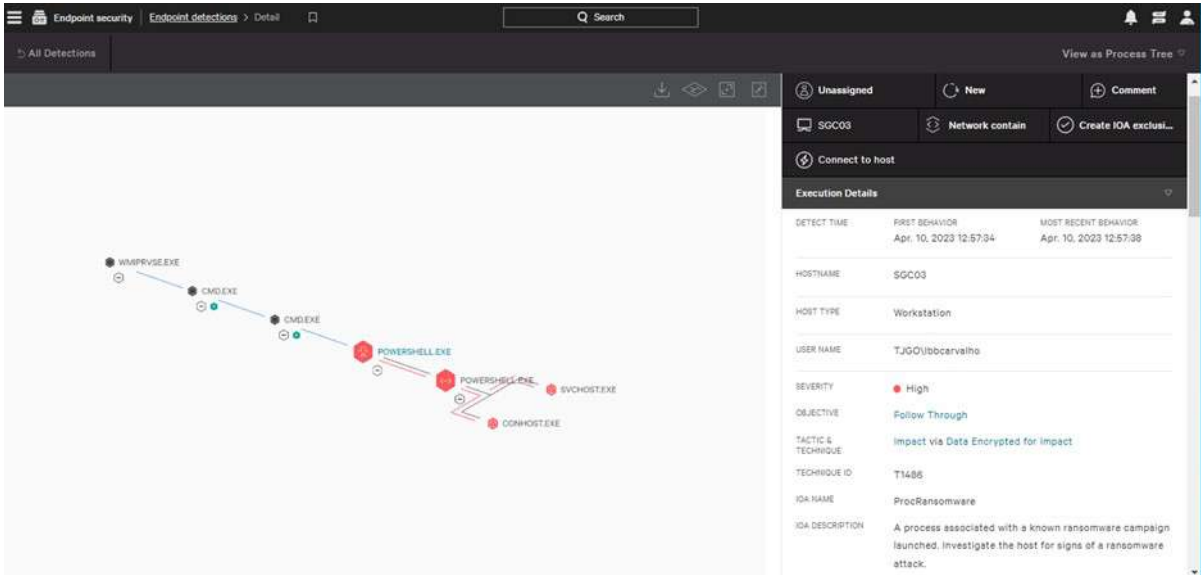 Endpoint security
Endpoint detections > Detail
Search
All Detections
View as Process Tree
Unassigned
New
Comment
SGC03
Network contain
Create IOA exclusi...
Connect to host
Execution Details
DETECT TIME
FIRST BEHAVIOR
MOST RECENT BEHAVIOR
Apr. 10, 2023 12:57:34
Apr. 10, 2023 12:57:38
HOSTNAME
SGC03
HOST TYPE
Workstation
USER NAME
TJGO\bbcarvalho
SEVERITY
High
OBJECTIVE
Follow Through
TACTIC &
TECHNIQUE
Impact via Data Encrypted for Impact
TECHNIQUE ID
T1486
IOA NAME
ProcRansomware
IOA DESCRIPTION
A process associated with a known ransomware campaign
launched. Investigate the host for signs of a ransomware
attack.
WMIPRVSE.EXE
CMD.EXE
CMD.EXE
POWERSHELL.EXE
POWERSHELL.EXE
SVCHOST.EXE
CONHOST.EXE